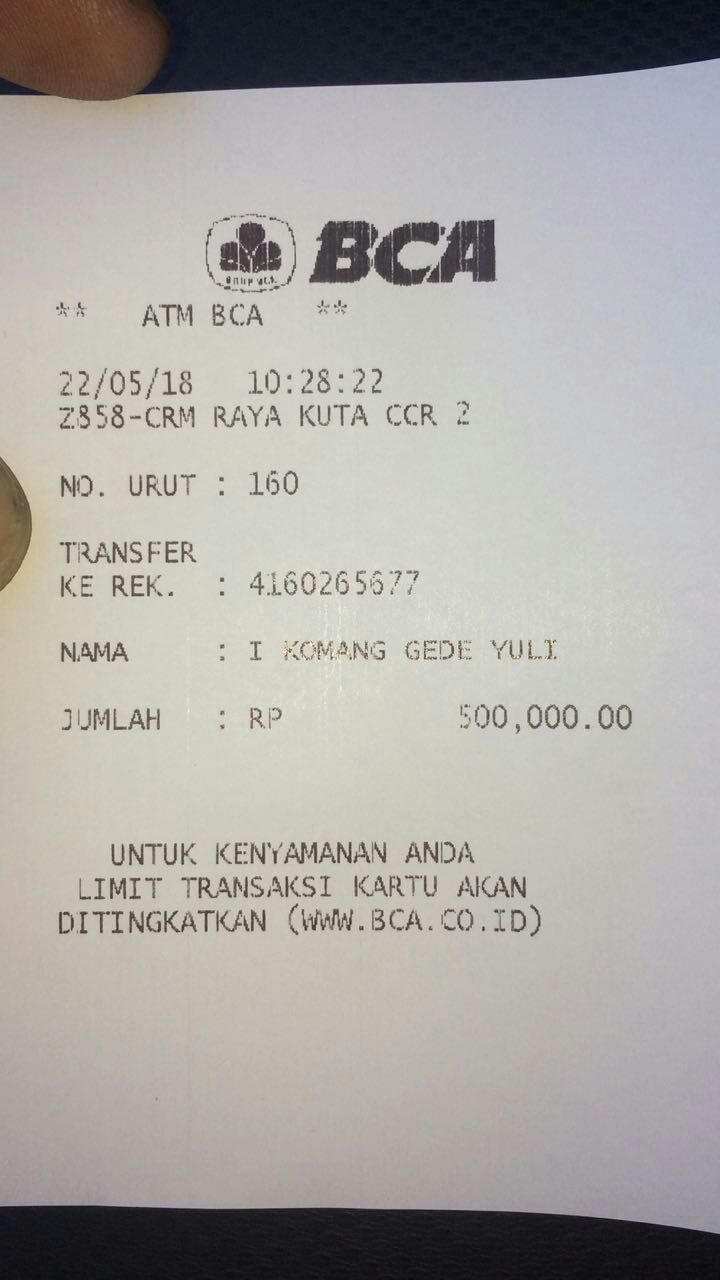 BCA
** ATM BCA **
22/05/18 10:28:22
Z858-CRM RAYA KUTA CCR 2
NO. URUT : 160
TRANSFER
KE REK. : 4160265677
NAMA : I KOMANG GEDE YULI
JUMLAH : RP 500,000.00
UNTUK KENYAMANAN ANDA
LIMIT TRANSAKSI KARTU AKAN
DITINGKATKAN (WWW.BCA.CO.ID)